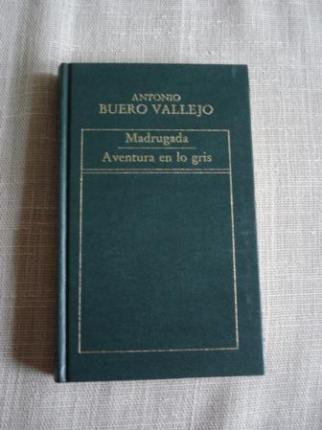 ANTONIO
BUERO VALLEJO
Madrugada
Aventura en lo gris